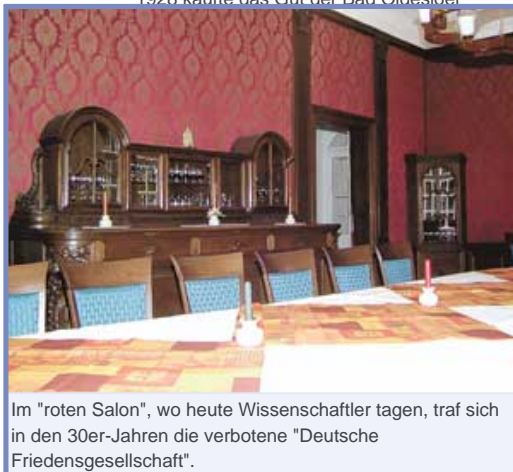 1928 kaufte das Gut der Bad Oldesloer
Im "roten Salon", wo heute Wissenschaftler tagen, traf sich
in den 30er-Jahren die verbotene "Deutsche
Friedensgesellschaft".